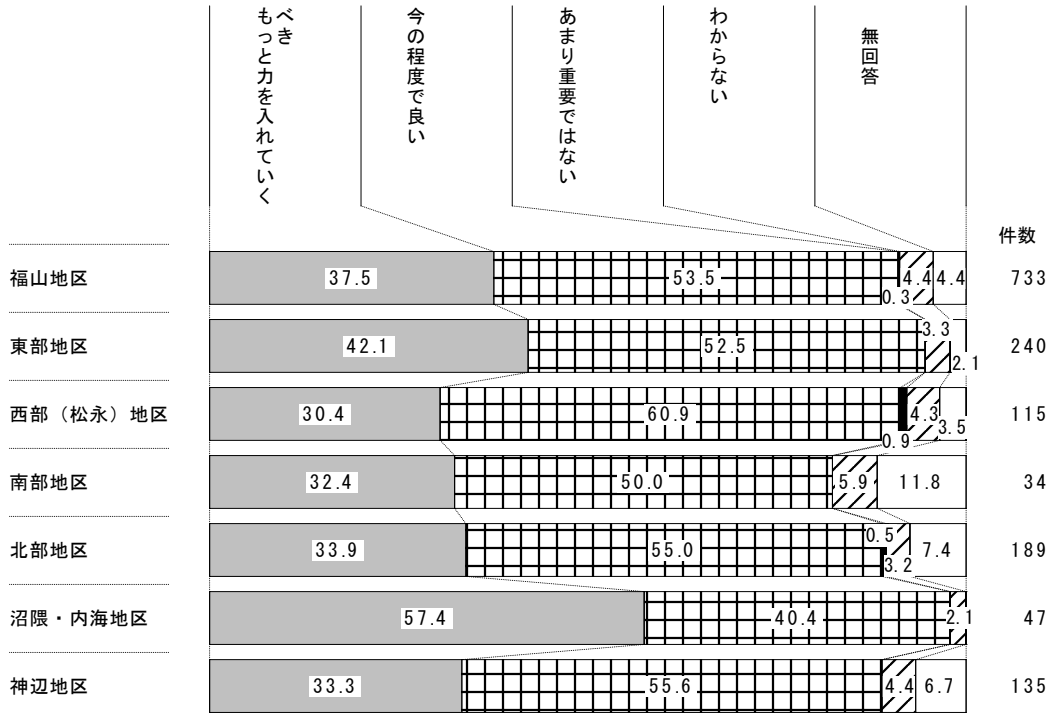 もっと力を入れていく
べき
今の程度で良い
あまり重要ではない
わからない
無回答
件数
福山地区 37.5 53.5 0.3 4.4 4.4 733
東部地区 42.1 52.5 3.3 2.1 240
西部（松永）地区 30.4 60.9 0.9 4.3 3.5 115
南部地区 32.4 50.0 5.9 11.8 34
北部地区 33.9 55.0 0.5 3.2 7.4 189
沼隈・内海地区 57.4 40.4 2.1 47
神辺地区 33.3 55.6 4.4 6.7 135